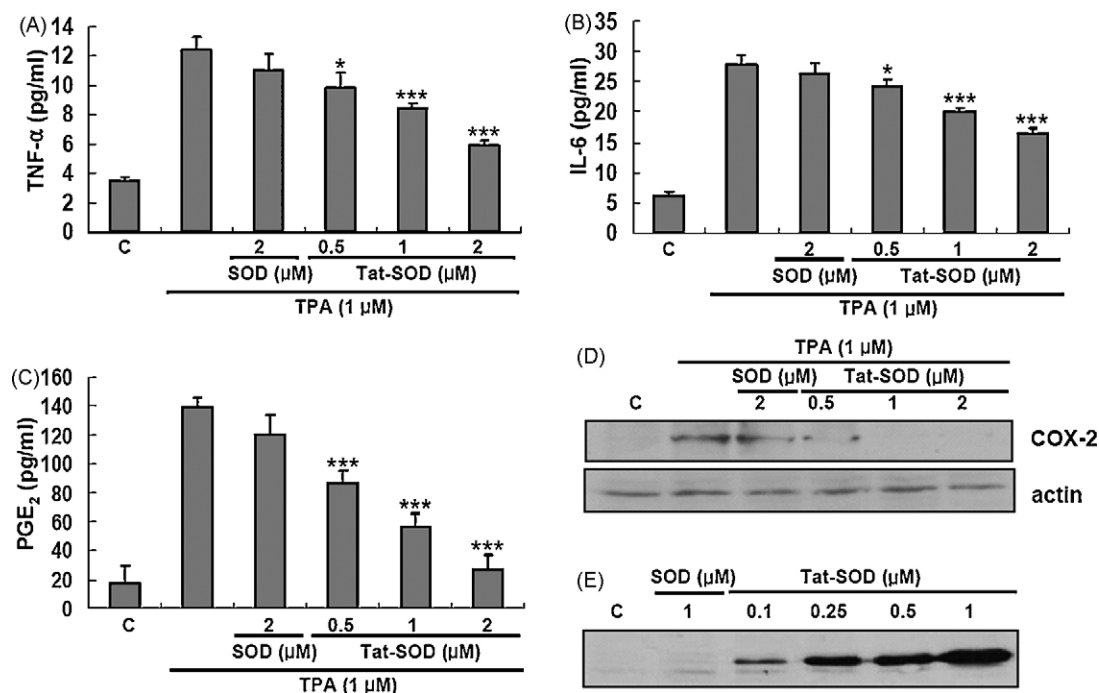 (A)
TNF-α (pg/ml)
14
12
10
8
6
4
2
0
*
***
***
C 2 0.5 1 2
SOD (μM) Tat-SOD (μM)
TPA (1 μM)
(B)
IL-6 (pg/ml)
35
30
25
20
15
10
5
0
*
***
***
C 2 0.5 1 2
SOD (μM) Tat-SOD (μM)
TPA (1 μM)
(C)
PGE₂ (pg/ml)
160
140
120
100
80
60
40
20
0
***
***
***
C 2 0.5 1 2
SOD (μM) Tat-SOD (μM)
TPA (1 μM)
(D)
TPA (1 μM)
SOD (μM) Tat-SOD (μM)
C 2 0.5 1 2
COX-2
actin
(E)
SOD (μM) Tat-SOD (μM)
C 1 0.1 0.25 0.5 1